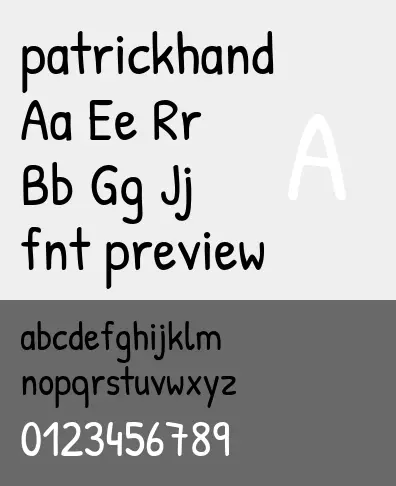 patrickhand
Aa Ee Rr
A
Bb Gg Jj
fnt preview
abcdefghijklm
nopqrstuvwxyz
0123456789